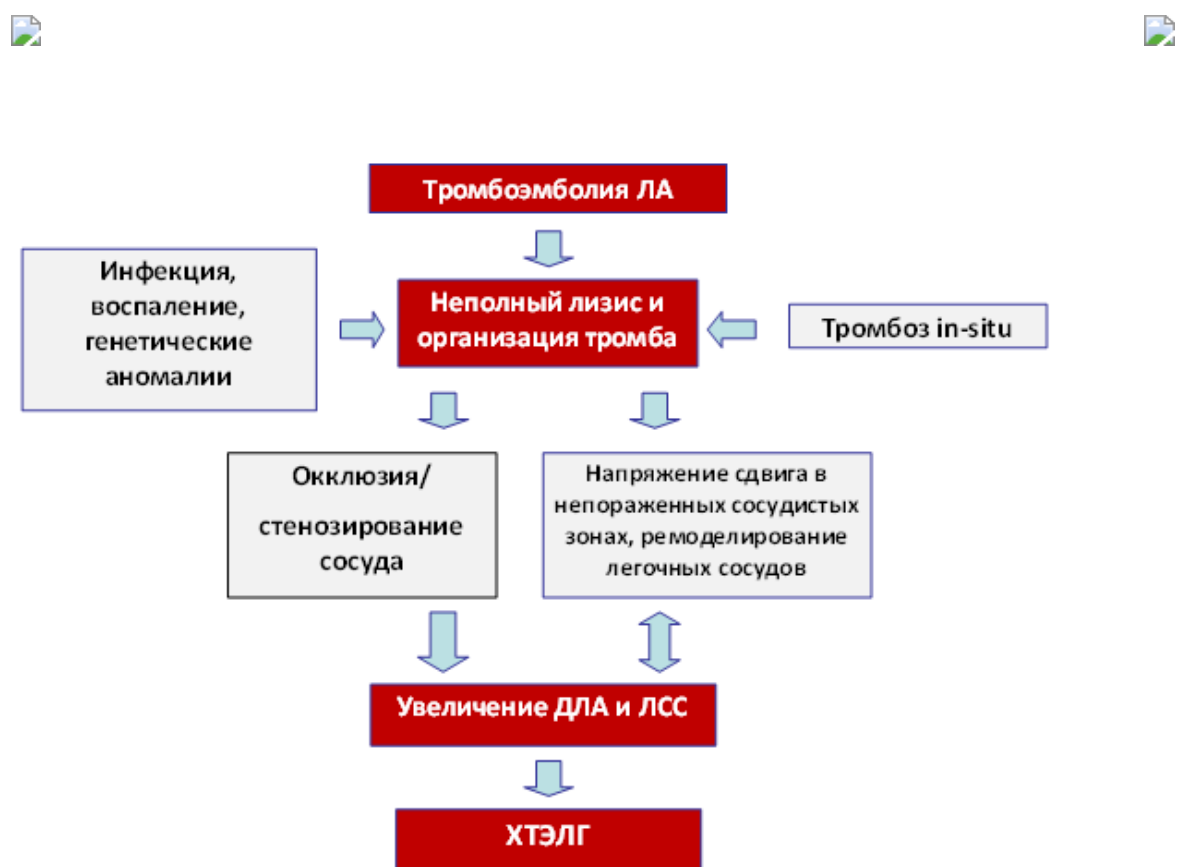 Тромбоэмболия ЛА
Инфекция,
воспаление,
генетические
аномалии
Неполный лизис и
организация тромба
Тромбоз in-situ
Окклюзия/
стенозирование
сосуда
Напряжение сдвига в
непораженных сосудистых
зонах, ремоделирование
легочных сосудов
Увеличение ДЛА и ЛСС
ХТЭЛГ